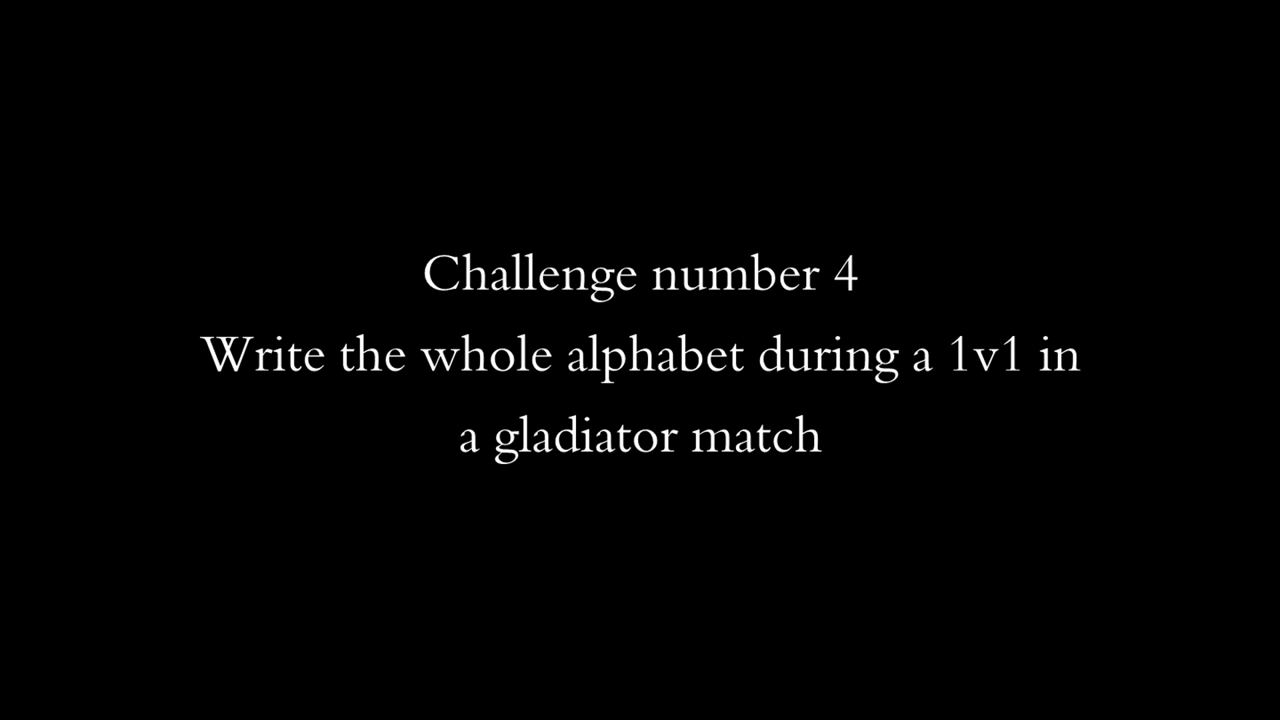 Challenge number 4
Write the whole alphabet during a 1v1 in
a gladiator match